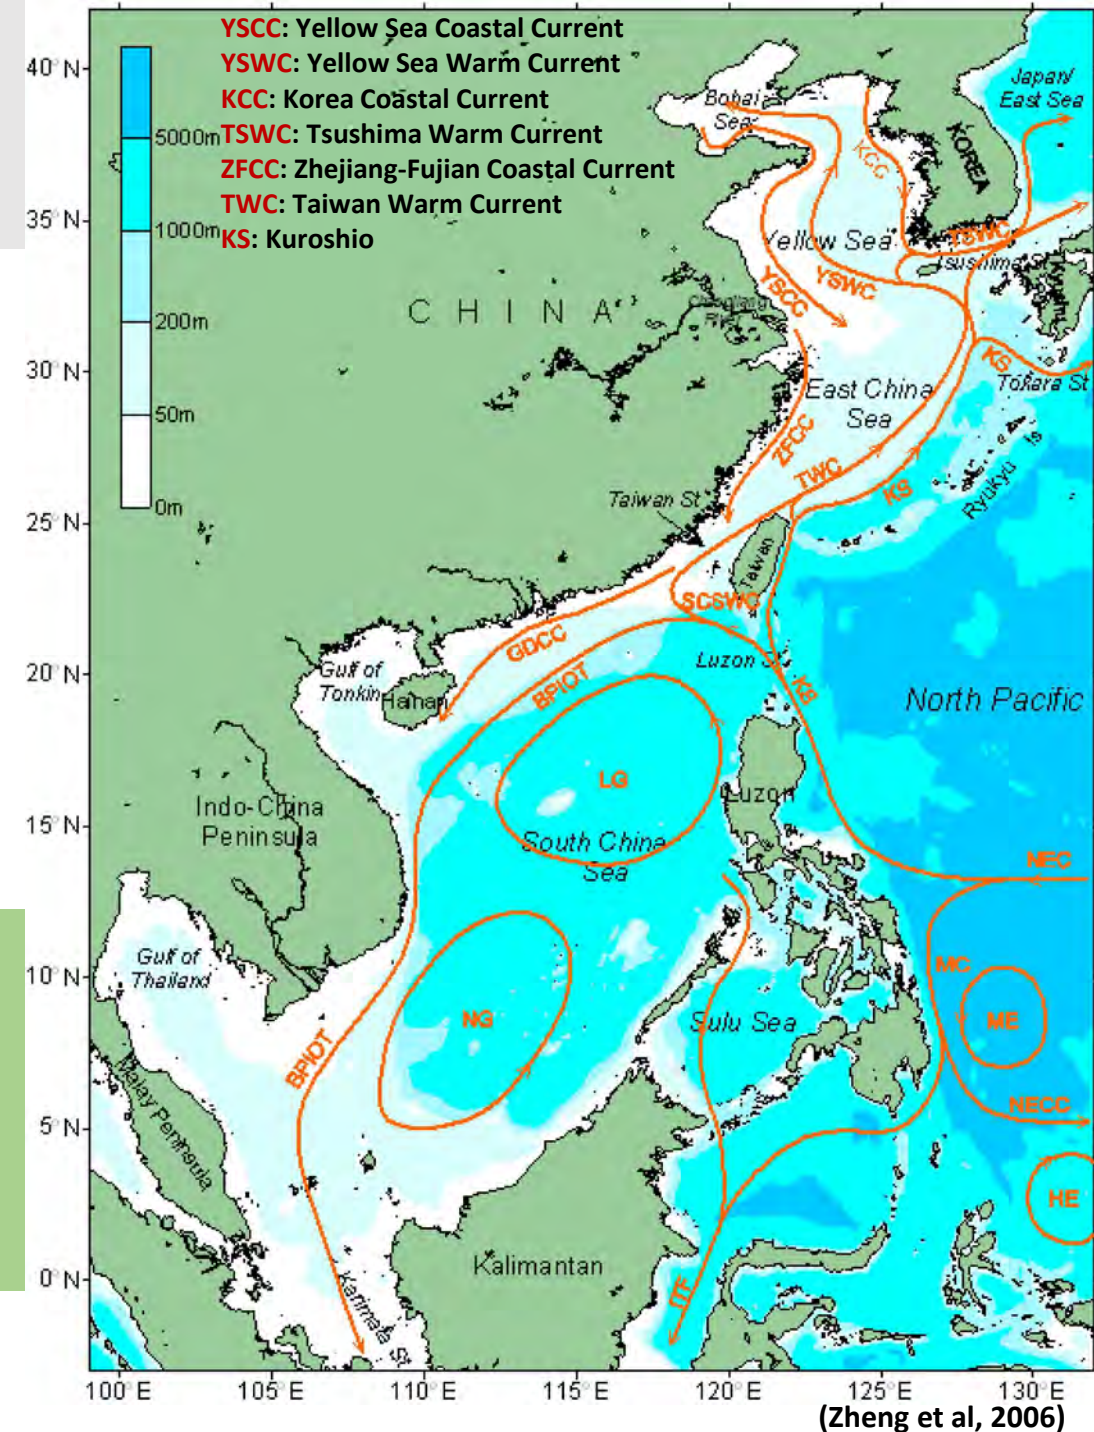 YSCC: Yellow Sea Coastal Current
YSWC: Yellow Sea Warm Current
KCC: Korea Coastal Current
TSWC: Tsushima Warm Current
ZFCC: Zhejiang-Fujian Coastal Current
TWC: Taiwan Warm Current
KS: Kuroshio
5000m
1000m
200m
50m
0m
40°N
35°N
30°N
25°N
20°N
15°N
10°N
5°N
0°N
Bohai
Sea
Japan/
East Sea
KOREA
KCC
Yellow Sea
TSWC
Tsushima St
Kyushu
YSCC
YSWC
CHINA
Changjiang
River
KS
Tokara St
East China
Sea
ZFCC
TWC
KS
Ryukyu Is
Taiwan St
Taiwan
SCSWC
GDCC
BPIOT
Luzon St
KS
Gulf of
Tonkin
Hainan
North Pacific
LG
Luzon
Indo-China
Peninsula
South China
Sea
NEC
Gulf of
Thailand
MC
NG
Sulu Sea
ME
BPIOT
Malay Peninsula
NECC
HE
Kalimantan
Karimata St
ITF
100°E
105°E
110°E
115°E
120°E
125°E
130°E
(Zheng et al, 2006)